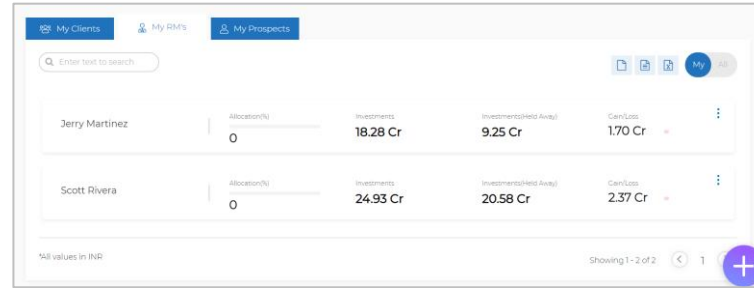 My Clients My RM's My Prospects
Enter text to search My All
Jerry Martinez Allocation(%) Investments Investments(Held Away) Gain/Loss
0 18.28 Cr 9.25 Cr 1.70 Cr
Scott Rivera Allocation(%) Investments Investments(Held Away) Gain/Loss
0 24.93 Cr 20.58 Cr 2.37 Cr
*All values in INR Showing 1 - 2 of 2 1